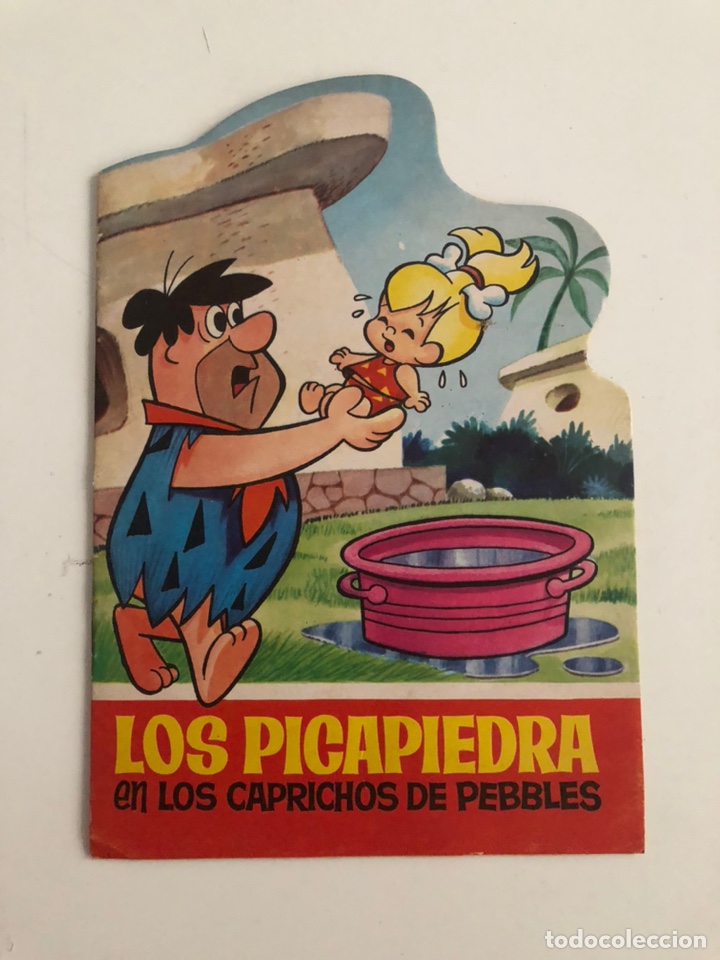 LOS PICAPIEDRA
en LOS CAPRICHOS DE PEBBLES
todocoleccion